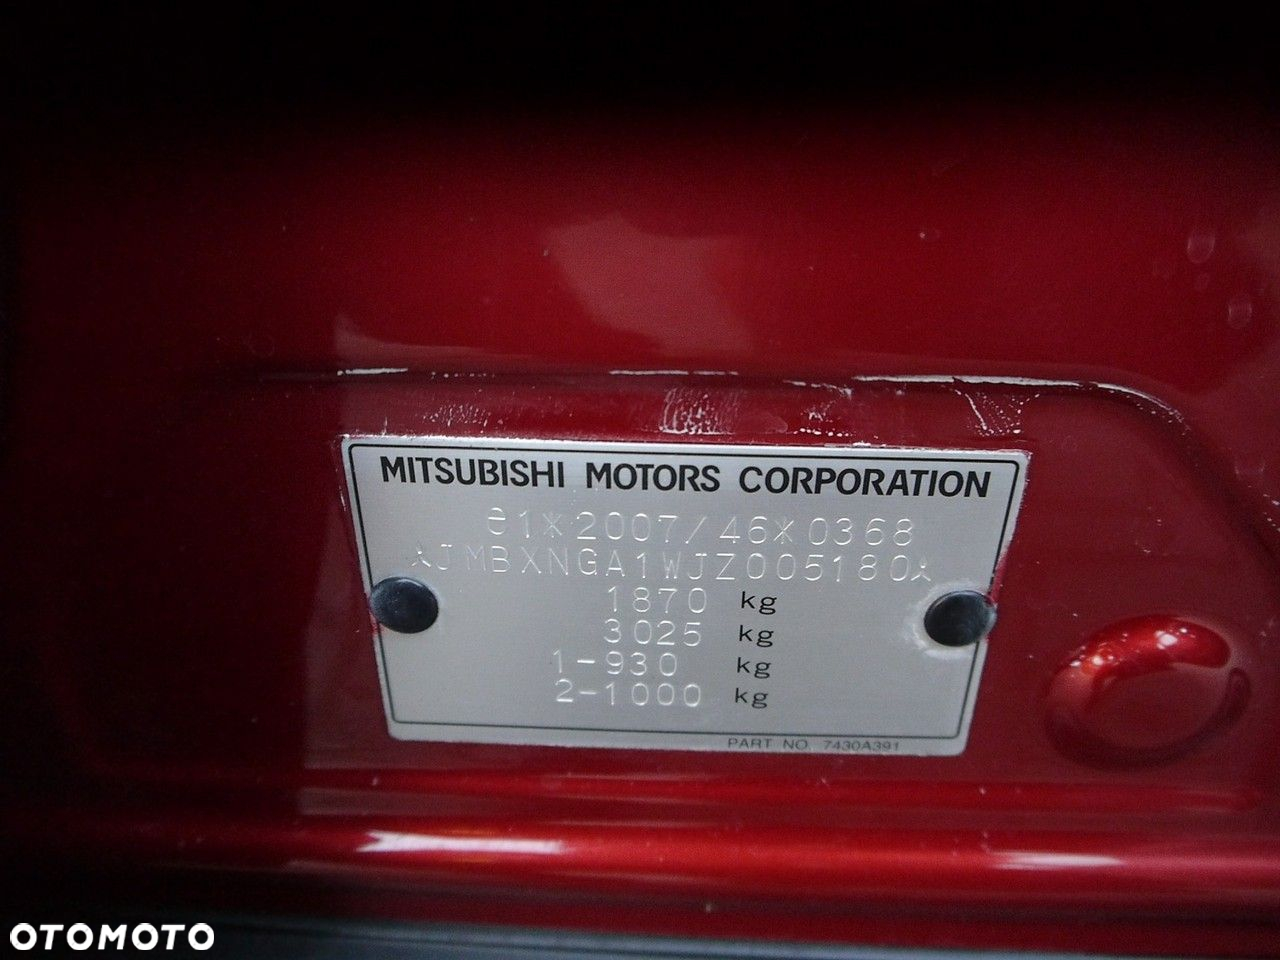 MITSUBISHI MOTORS CORPORATION
e1*2007/46*0368
*JMBXNGA1WJZ005180*
1870 kg
3025 kg
1-930 kg
2-1000 kg
PART NO. 7430A391
OTOMOTO